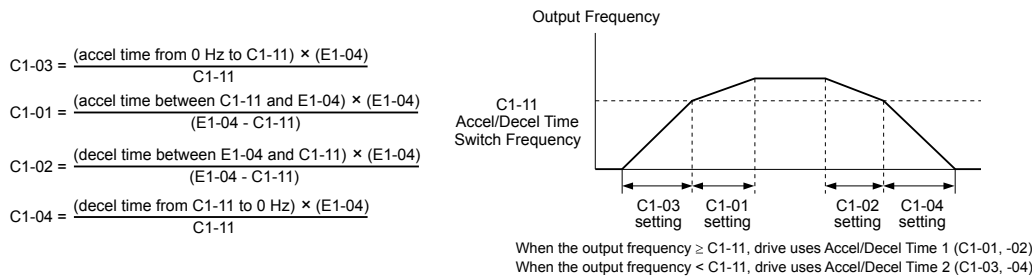 C1-03 = (accel time from 0 Hz to C1-11) × (E1-04)
C1-11
C1-01 = (accel time between C1-11 and E1-04) × (E1-04)
(E1-04 - C1-11)
C1-02 = (decel time between E1-04 and C1-11) × (E1-04)
(E1-04 - C1-11)
C1-04 = (decel time from C1-11 to 0 Hz) × (E1-04)
C1-11
Output Frequency
C1-11
Accel/Decel Time
Switch Frequency
C1-03 setting
C1-01 setting
C1-02 setting
C1-04 setting
When the output frequency ≥ C1-11, drive uses Accel/Decel Time 1 (C1-01, -02)
When the output frequency < C1-11, drive uses Accel/Decel Time 2 (C1-03, -04)